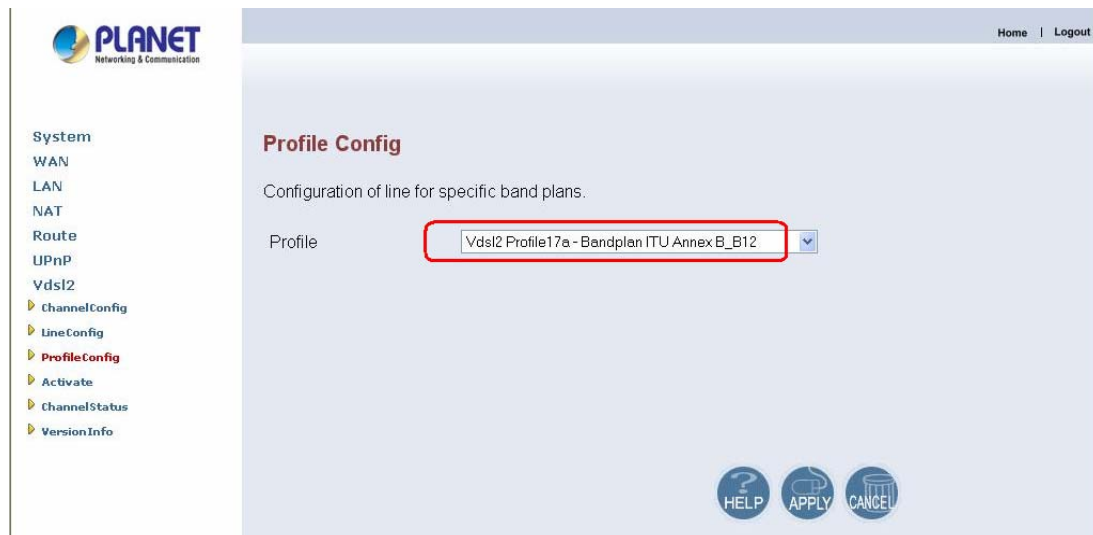 PLANET
Networking & Communication
Home | Logout
System
WAN
LAN
NAT
Route
UPnP
Vdsl2
ChannelConfig
LineConfig
ProfileConfig
Activate
ChannelStatus
VersionInfo
Profile Config
Configuration of line for specific band plans.
Profile
Vdsl2 Profile17a - Bandplan ITU Annex B_B12
HELP
APPLY
CANCEL